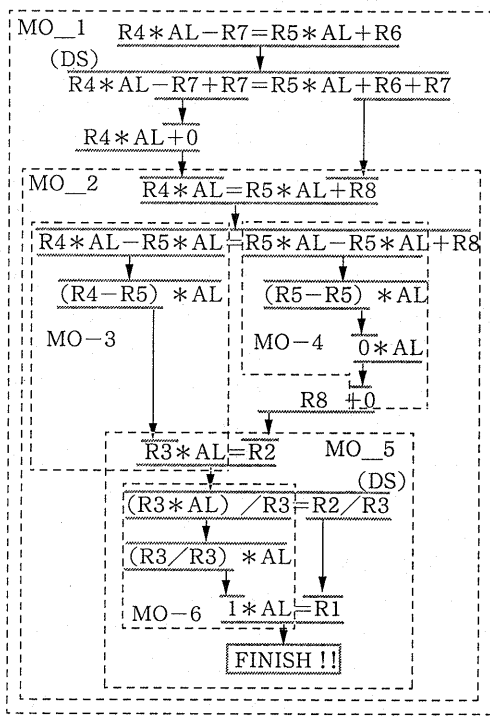 MO__1
R4*AL−R7=R5*AL+R6
(DS)
R4*AL−R7+R7=R5*AL+R6+R7
R4*AL+0
MO__2
R4*AL=R5*AL+R8
R4*AL−R5*AL=R5*AL−R5*AL+R8
(R4−R5) *AL
(R5−R5) *AL
MO−3
MO−4
0*AL
R8 +0
R3*AL=R2
MO__5
(DS)
(R3*AL) /R3=R2/R3
(R3/R3) *AL
1*AL=R1
MO−6
FINISH !!